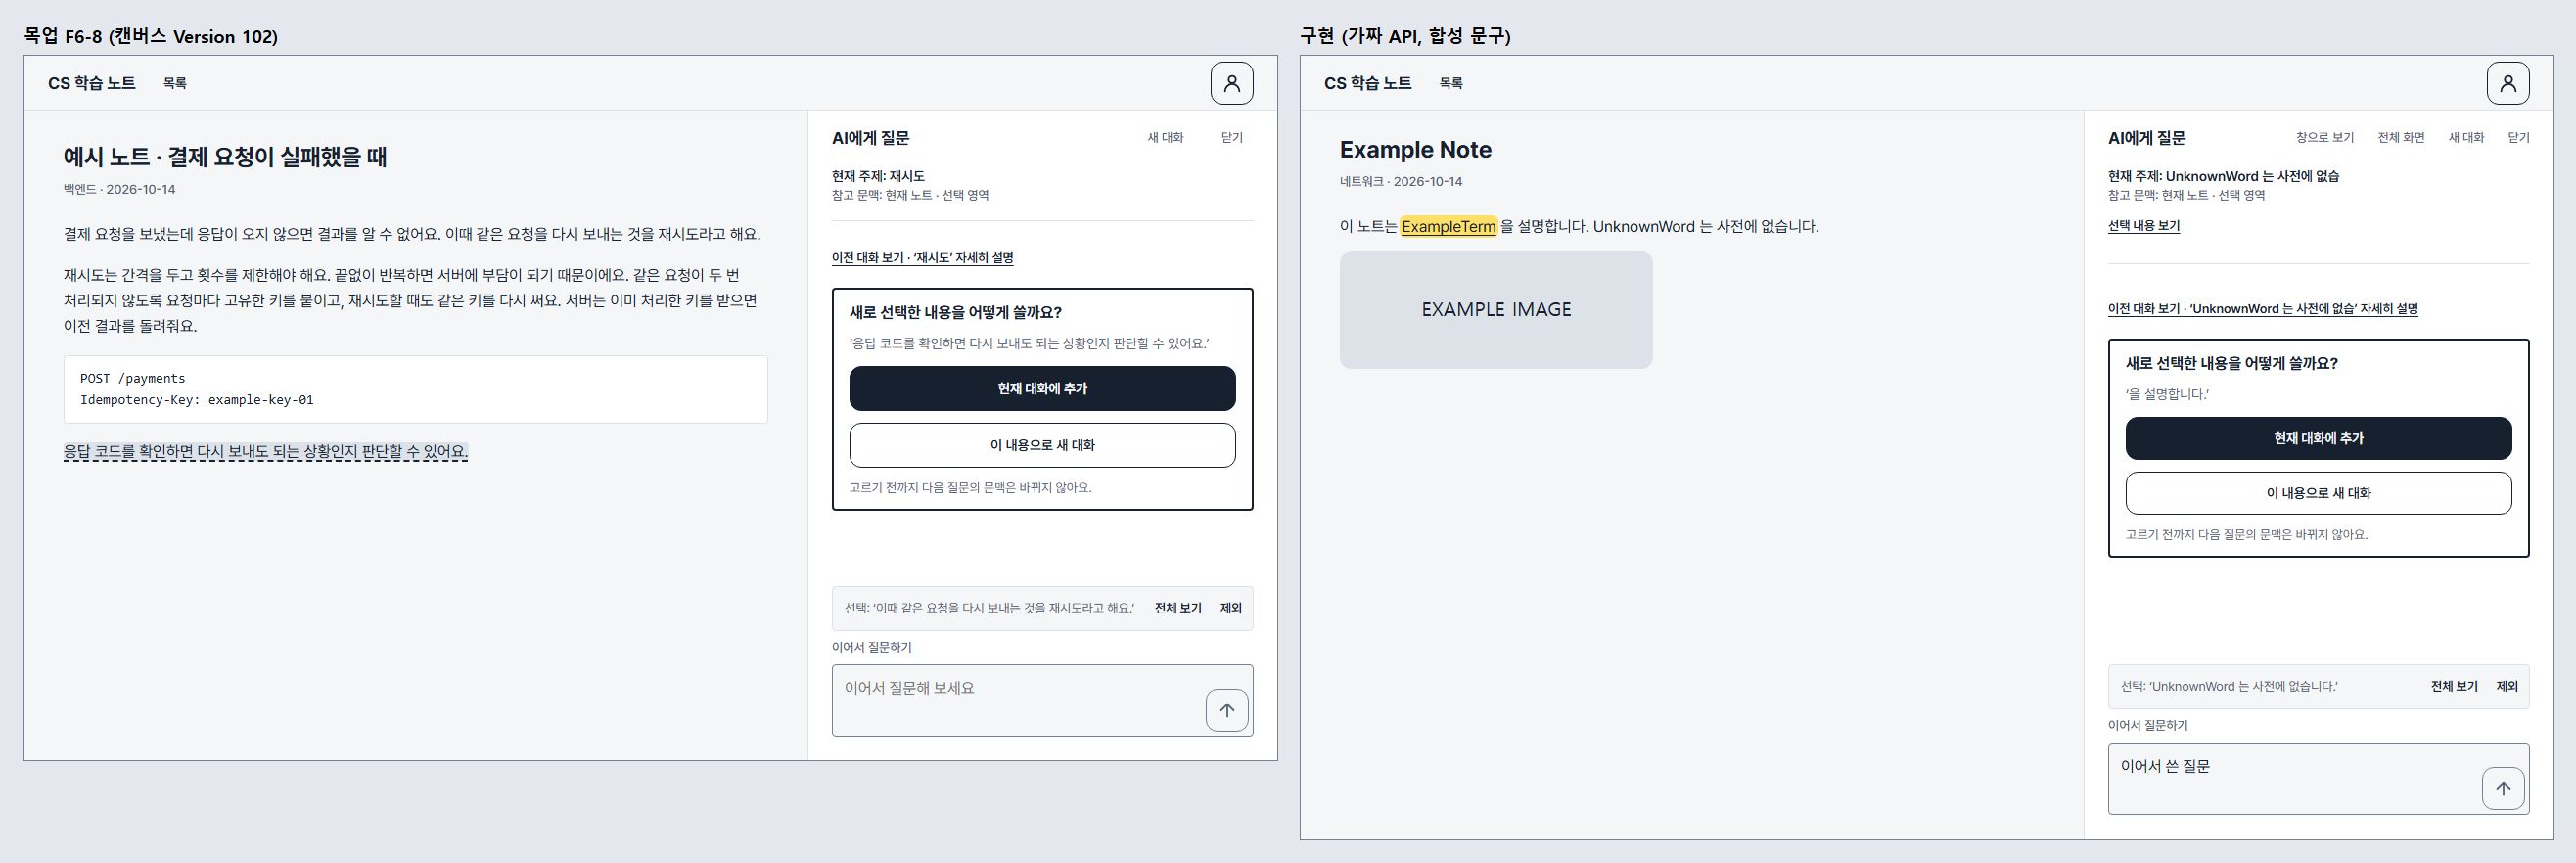 목업 F6-8 (캔버스 Version 102)
CS 학습 노트 목록
예시 노트 · 결제 요청이 실패했을 때
백엔드 · 2026-10-14
결제 요청을 보냈는데 응답이 오지 않으면 결과를 알 수 없어요. 이때 같은 요청을 다시 보내는 것을 재시도라고 해요.
재시도는 간격을 두고 횟수를 제한해야 해요. 끝없이 반복하면 서버에 부담이 되기 때문이에요. 같은 요청이 두 번
처리되지 않도록 요청마다 고유한 키를 붙이고, 재시도할 때도 같은 키를 다시 써요. 서버는 이미 처리한 키를 받으면
이전 결과를 돌려줘요.
POST /payments
Idempotency-Key: example-key-01
응답 코드를 확인하면 다시 보내도 되는 상황인지 판단할 수 있어요.
AI에게 질문 새 대화 닫기
현재 주제: 재시도
참고 문맥: 현재 노트 · 선택 영역
이전 대화 보기 · ‘재시도’ 자세히 설명
새로 선택한 내용을 어떻게 쓸까요?
‘응답 코드를 확인하면 다시 보내도 되는 상황인지 판단할 수 있어요.’
현재 대화에 추가
이 내용으로 새 대화
고르기 전까지 다음 질문의 문맥은 바뀌지 않아요.
선택: ‘이때 같은 요청을 다시 보내는 것을 재시도라고 해요.’ 전체 보기 제외
이어서 질문하기
이어서 질문해 보세요
구현 (가짜 API, 합성 문구)
CS 학습 노트 목록
Example Note
네트워크 · 2026-10-14
이 노트는 ExampleTerm 을 설명합니다. UnknownWord 는 사전에 없습니다.
EXAMPLE IMAGE
AI에게 질문 창으로 보기 전체 화면 새 대화 닫기
현재 주제: UnknownWord 는 사전에 없습
참고 문맥: 현재 노트 · 선택 영역
선택 내용 보기
이전 대화 보기 · ‘UnknownWord 는 사전에 없습’ 자세히 설명
새로 선택한 내용을 어떻게 쓸까요?
‘을 설명합니다.’
현재 대화에 추가
이 내용으로 새 대화
고르기 전까지 다음 질문의 문맥은 바뀌지 않아요.
선택: ‘UnknownWord 는 사전에 없습니다.’ 전체 보기 제외
이어서 질문하기
이어서 쓴 질문